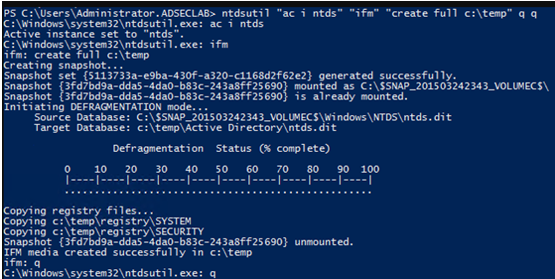 PS C:\Users\Administrator.ADSECLAB> ntdsutil "ac i ntds" "ifm" "create full c:\temp" q q
C:\Windows\system32\ntdsutil.exe: ac i ntds
Active instance set to "ntds".
C:\Windows\system32\ntdsutil.exe: ifm
ifm: create full c:\temp
Creating snapshot...
Snapshot set {5113733a-e9ba-430f-a320-c1168d2f62e2} generated successfully.
Snapshot {3fd7bd9a-dda5-4da0-b83c-243a8ff25690} mounted as C:\$SNAP_201503242343_VOLUMEC$\
Snapshot {3fd7bd9a-dda5-4da0-b83c-243a8ff25690} is already mounted.
Initiating DEFRAGMENTATION mode...
Source Database: C:\$SNAP_201503242343_VOLUMEC$\Windows\NTDS\ntds.dit
Target Database: c:\temp\Active Directory\ntds.dit
Defragmentation Status (% complete)
0 10 20 30 40 50 60 70 80 90 100
|----|----|----|----|----|----|----|----|----|----|
...................................................
Copying registry files...
Copying c:\temp\registry\SYSTEM
Copying c:\temp\registry\SECURITY
Snapshot {3fd7bd9a-dda5-4da0-b83c-243a8ff25690} unmounted.
IFM media created successfully in c:\temp
ifm: q
C:\Windows\system32\ntdsutil.exe: q